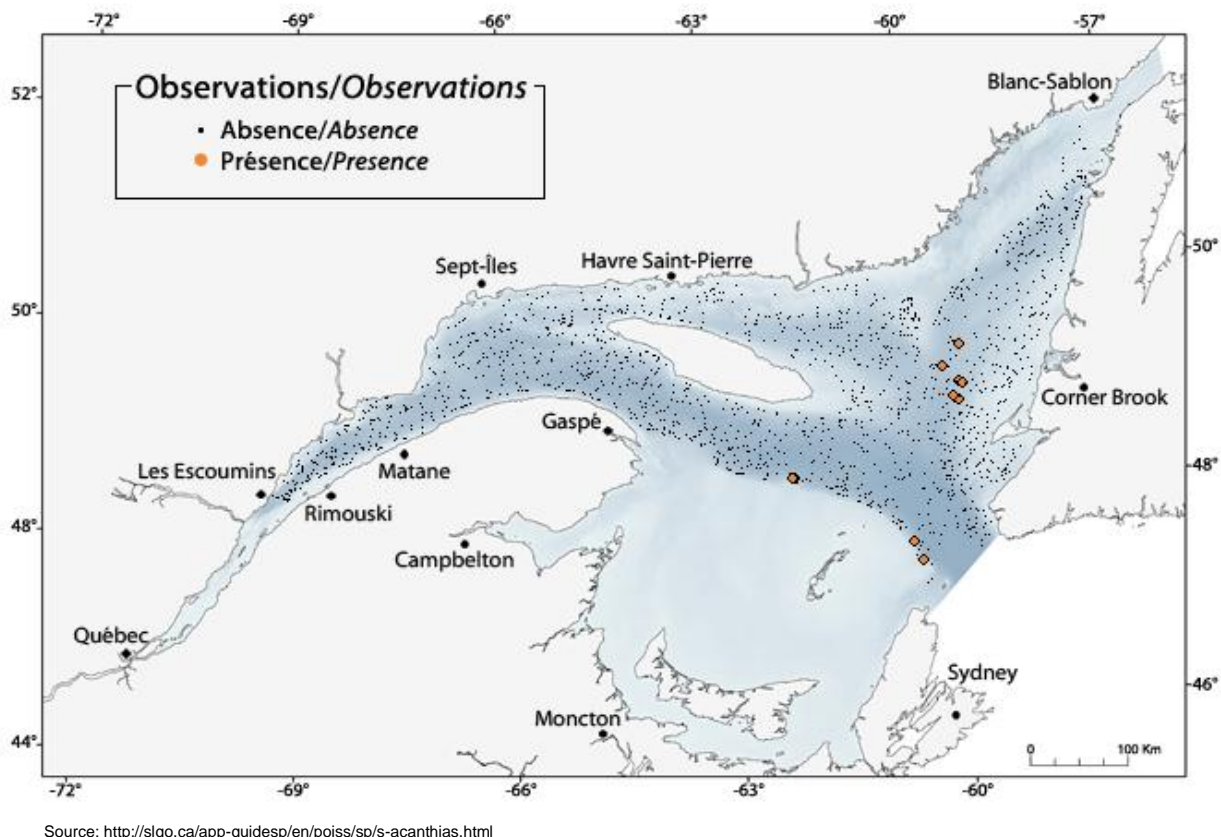 -72° -69° -66° -63° -60° -57°
Observations/Observations
Absence/Absence
Présence/Presence
Blanc-Sablon
52°
50°
Havre Saint-Pierre
Sept-Îles
50°
Corner Brook
Gaspé
Les Escoumins
Matane
48°
Rimouski
48°
Campbelton
Québec
Sydney
46°
Moncton
44°
0 100 Km
-72° -69° -66° -63° -60°
Source: http://slgo.ca/app-guidesp/en/poiss/sp/s-acanthias.html